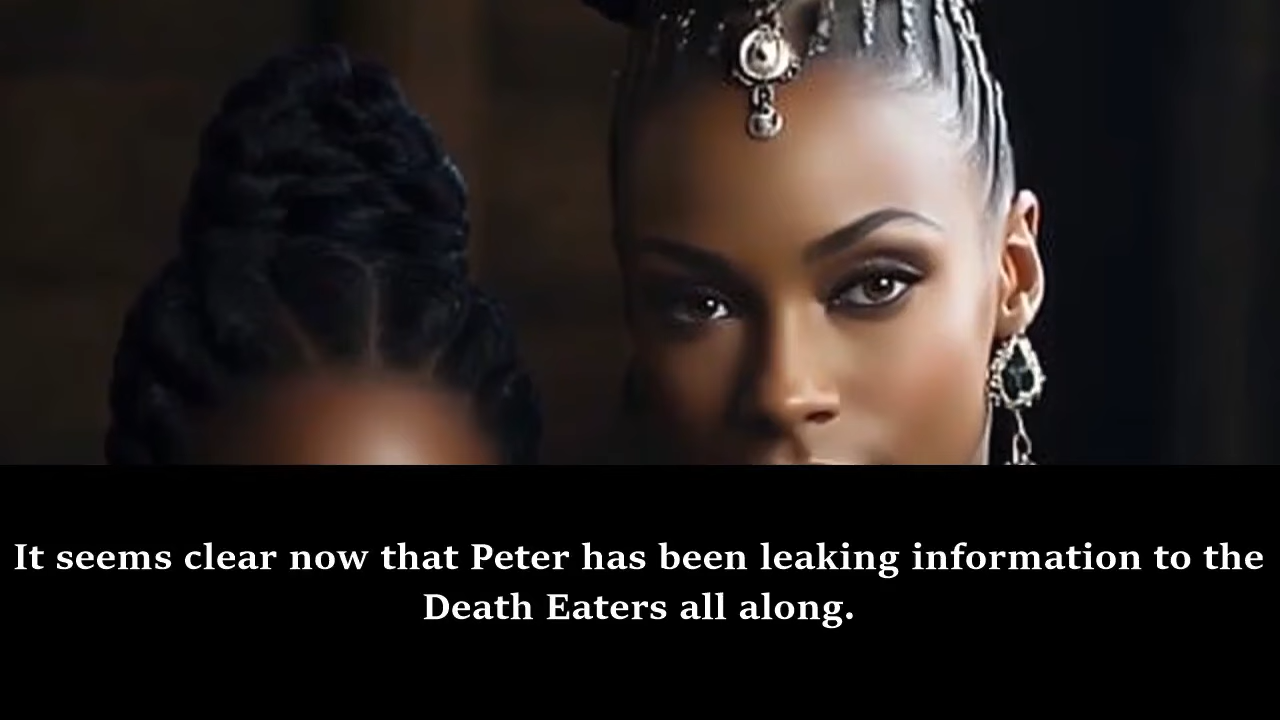 It seems clear now that Peter has been leaking information to the
Death Eaters all along.